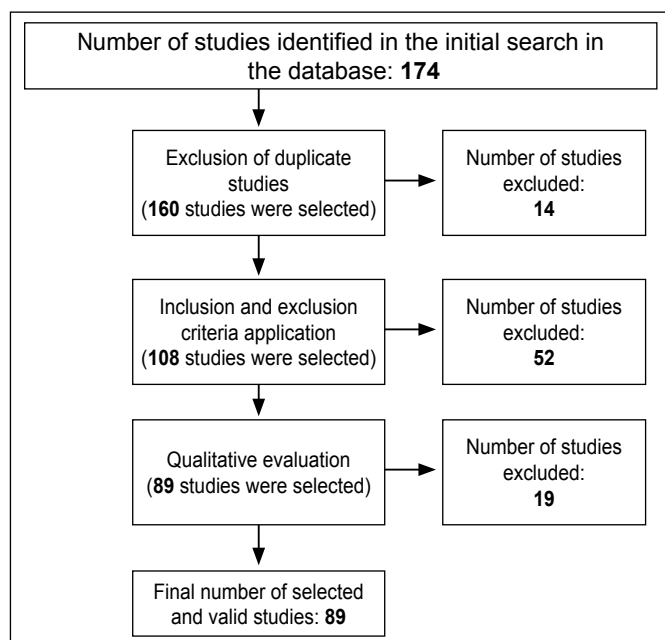 Number of studies identified in the initial search in
the database: 174
Exclusion of duplicate
studies
(160 studies were selected)
Number of studies
excluded:
14
Inclusion and exclusion
criteria application
(108 studies were selected)
Number of studies
excluded:
52
Qualitative evaluation
(89 studies were selected)
Number of studies
excluded:
19
Final number of selected
and valid studies: 89